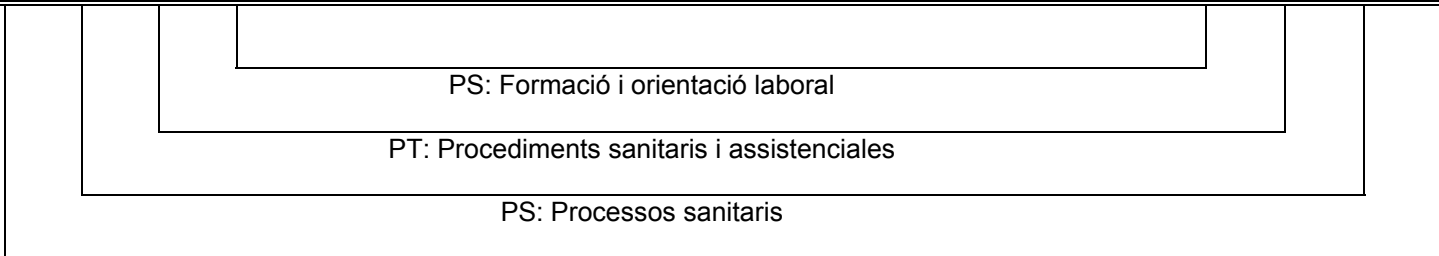 PS: Formació i orientació laboral
PT: Procediments sanitaris i assistenciales
PS: Processos sanitaris